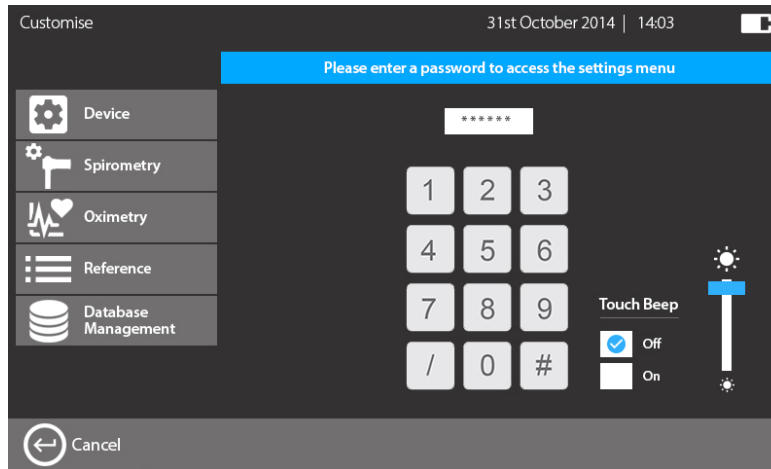 Customise
31st October 2014 | 14:03
Please enter a password to access the settings menu
Device
Spirometry
Oximetry
Reference
Database
Management
******
1 2 3
4 5 6
7 8 9
/ 0 #
Touch Beep
Off
On
Cancel